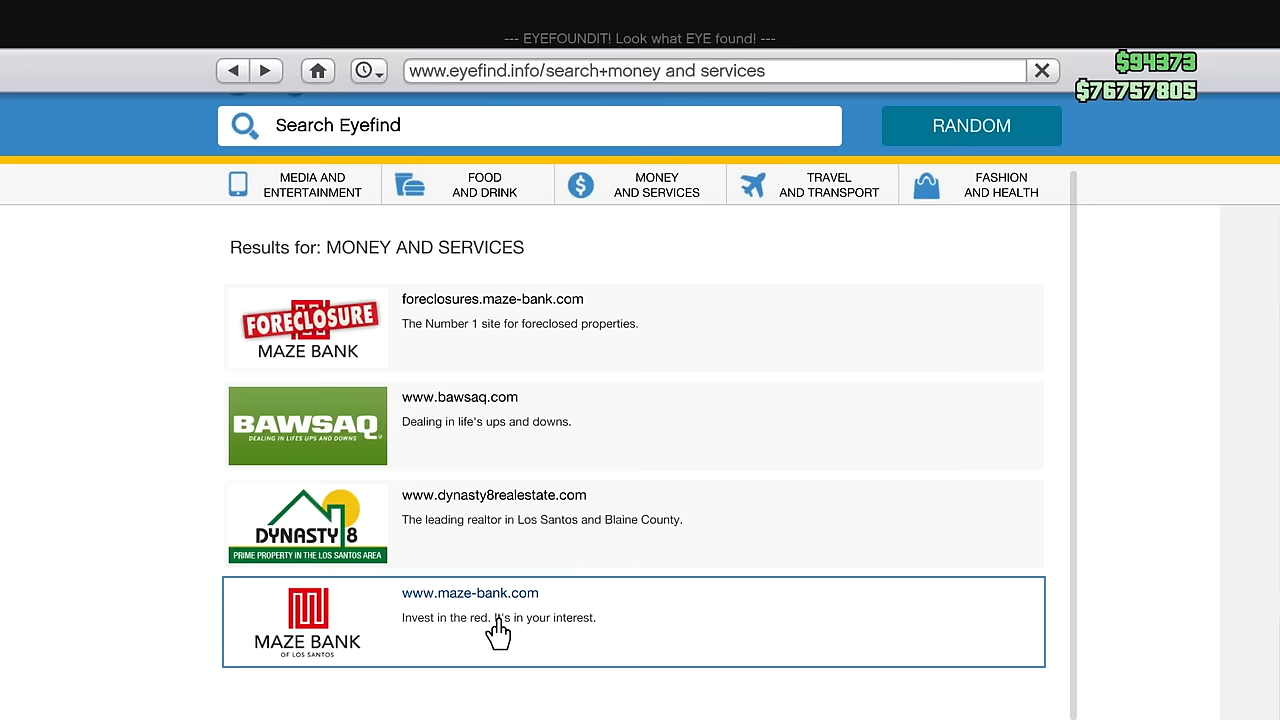 --- EYEFOUNDIT! Look what EYE found! ---
www.eyefind.info/search+money and services
$94373
$76757805
Search Eyefind
RANDOM
MEDIA AND
ENTERTAINMENT
FOOD
AND DRINK
MONEY
AND SERVICES
TRAVEL
AND TRANSPORT
FASHION
AND HEALTH
Results for: MONEY AND SERVICES
FORECLOSURE
MAZE BANK
foreclosures.maze-bank.com
The Number 1 site for foreclosed properties.
BAWSAQ
DEALING IN LIFE'S UPS AND DOWNS
www.bawsaq.com
Dealing in life's ups and downs.
DYNASTY 8
PRIME PROPERTY IN THE LOS SANTOS AREA
www.dynasty8realestate.com
The leading realtor in Los Santos and Blaine County.
MAZE BANK
OF LOS SANTOS
www.maze-bank.com
Invest in the red. It's in your interest.